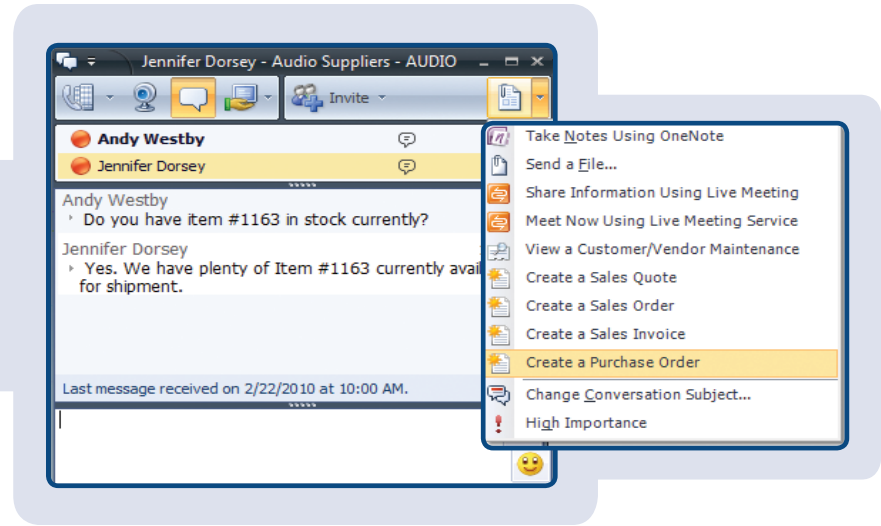 Jennifer Dorsey - Audio Suppliers - AUDIO
Invite
Andy Westby
Jennifer Dorsey
Andy Westby
Do you have item #1163 in stock currently?
Jennifer Dorsey
Yes. We have plenty of Item #1163 currently
for shipment.
Last message received on 2/22/2010 at 10:00 AM.
Take Notes Using OneNote
Send a File...
Share Information Using Live Meeting
Meet Now Using Live Meeting Service
View a Customer/Vendor Maintenance
Create a Sales Quote
Create a Sales Order
Create a Sales Invoice
Create a Purchase Order
Change Conversation Subject...
High Importance